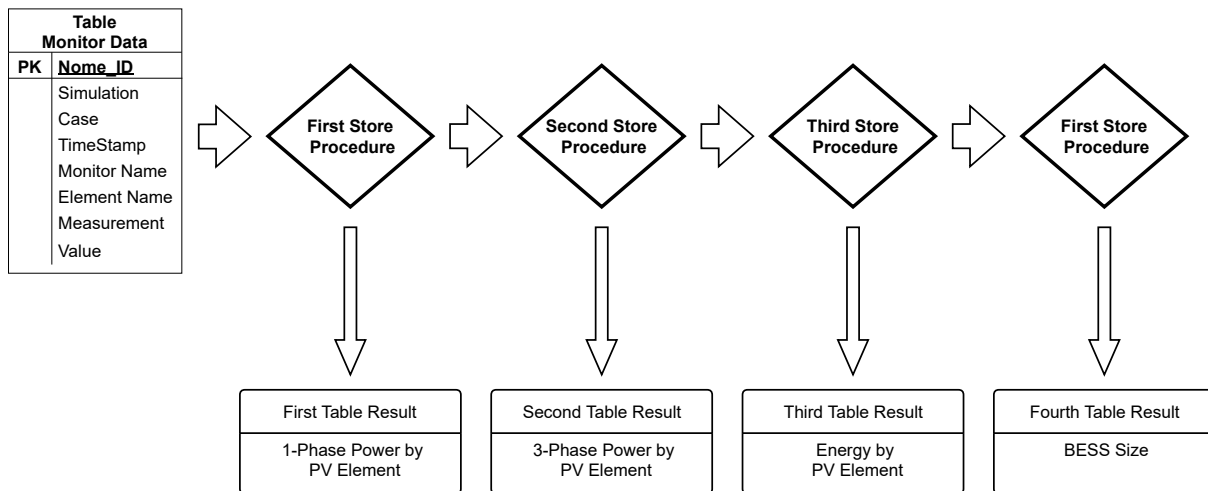 Table
Monitor Data
PK Nome_ID
Simulation
Case
TimeStamp
Monitor Name
Element Name
Measurement
Value
First Store
Procedure
Second Store
Procedure
Third Store
Procedure
First Store
Procedure
First Table Result
1-Phase Power by
PV Element
Second Table Result
3-Phase Power by
PV Element
Third Table Result
Energy by
PV Element
Fourth Table Result
BESS Size